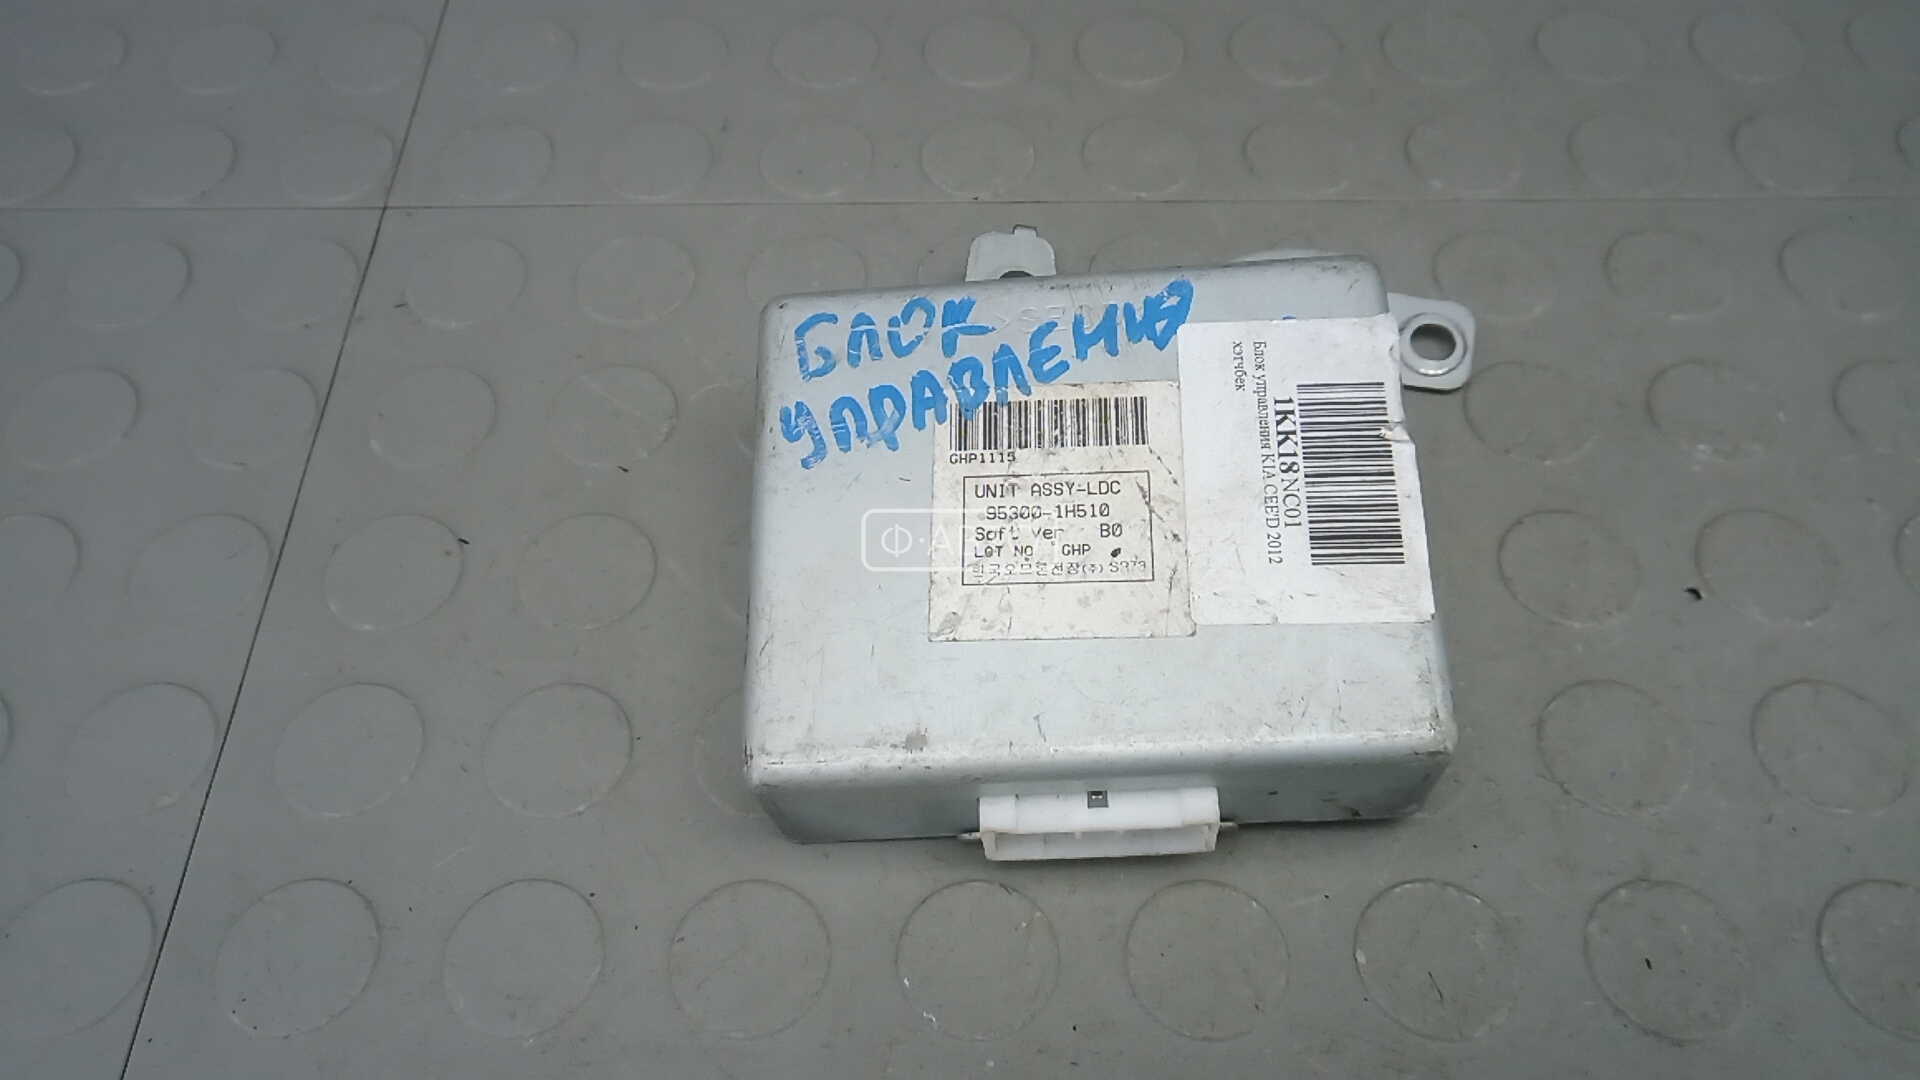 БЛОК
УПРАВЛЕНИЯ
GHP1115
UNIT ASSY-LDC
95300-1H510
Soft Ver B0
LOT NO GHP
Блок управления KIA CEE'D 2012
хэтчбек
1KK18NC01